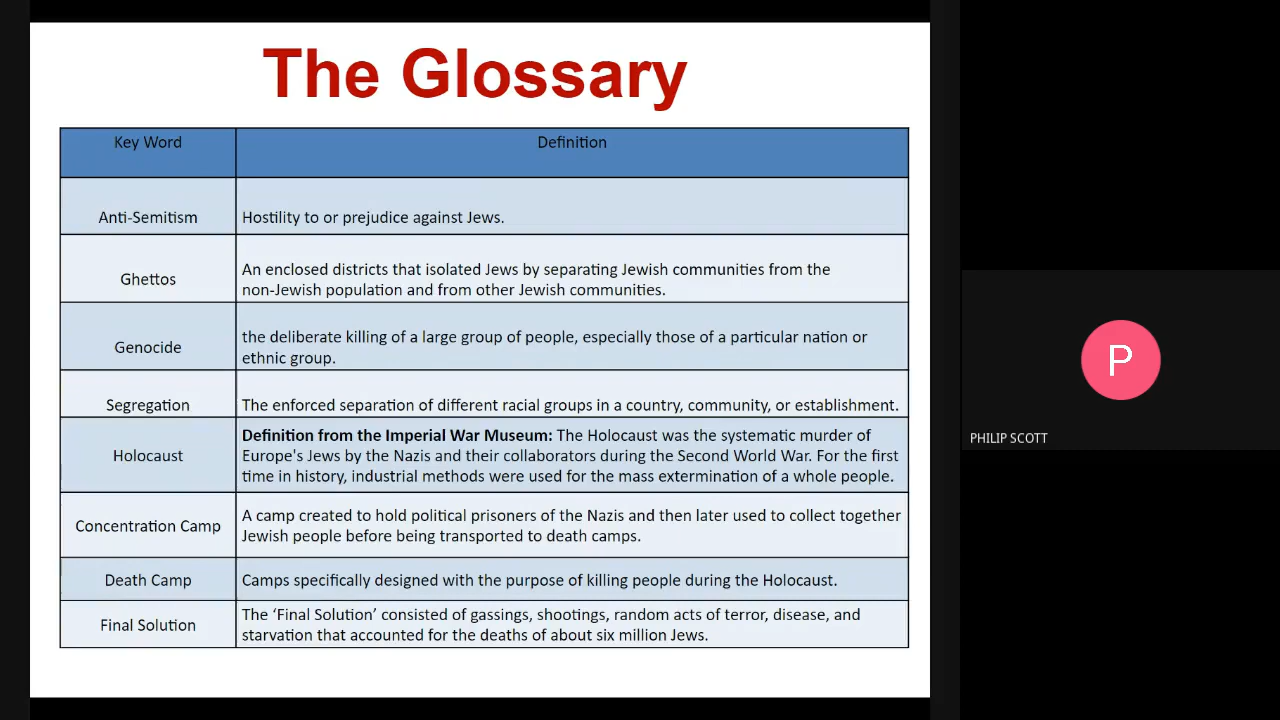 The Glossary
Key Word
Definition
Anti-Semitism
Hostility to or prejudice against Jews.
Ghettos
An enclosed districts that isolated Jews by separating Jewish communities from the
non-Jewish population and from other Jewish communities.
Genocide
the deliberate killing of a large group of people, especially those of a particular nation or
ethnic group.
Segregation
The enforced separation of different racial groups in a country, community, or establishment.
Holocaust
Definition from the Imperial War Museum: The Holocaust was the systematic murder of
Europe's Jews by the Nazis and their collaborators during the Second World War. For the first
time in history, industrial methods were used for the mass extermination of a whole people.
Concentration Camp
A camp created to hold political prisoners of the Nazis and then later used to collect together
Jewish people before being transported to death camps.
Death Camp
Camps specifically designed with the purpose of killing people during the Holocaust.
Final Solution
The ‘Final Solution’ consisted of gassings, shootings, random acts of terror, disease, and
starvation that accounted for the deaths of about six million Jews.
P
PHILIP SCOTT